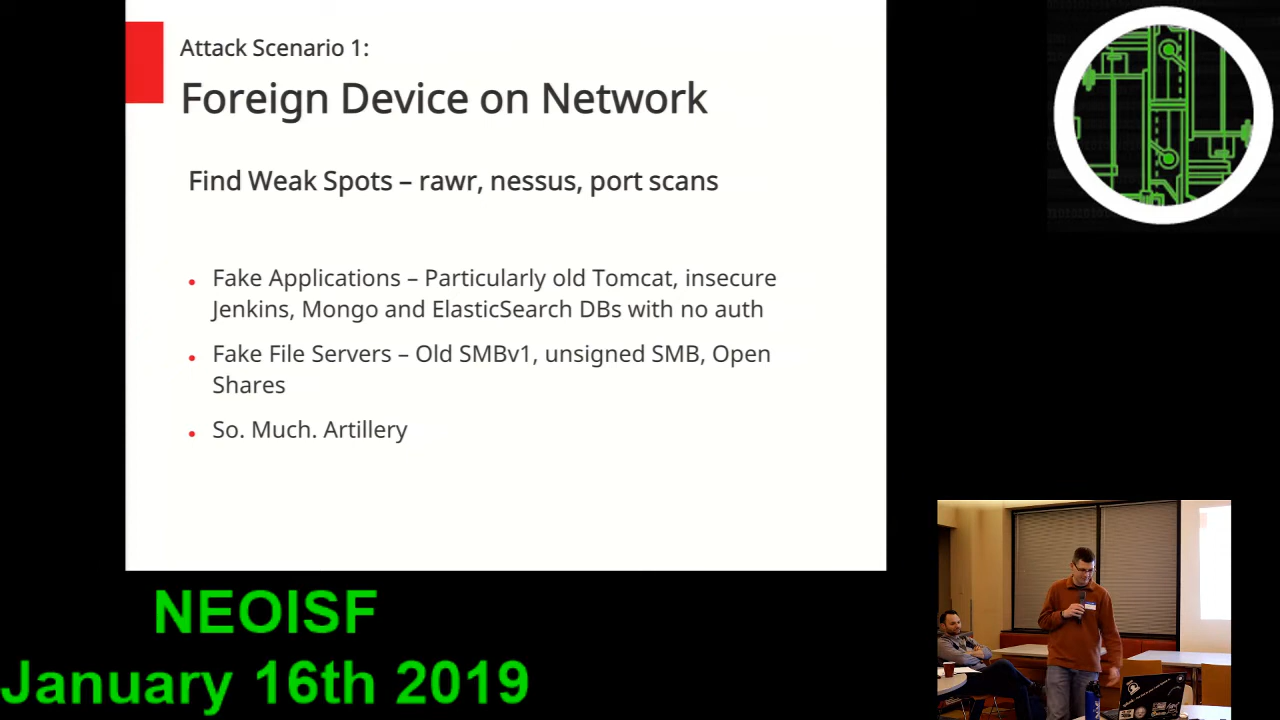 Attack Scenario 1:
Foreign Device on Network
Find Weak Spots – rawr, nessus, port scans
• Fake Applications – Particularly old Tomcat, insecure
Jenkins, Mongo and ElasticSearch DBs with no auth
• Fake File Servers – Old SMBv1, unsigned SMB, Open
Shares
• So. Much. Artillery
NEOISF
January 16th 2019